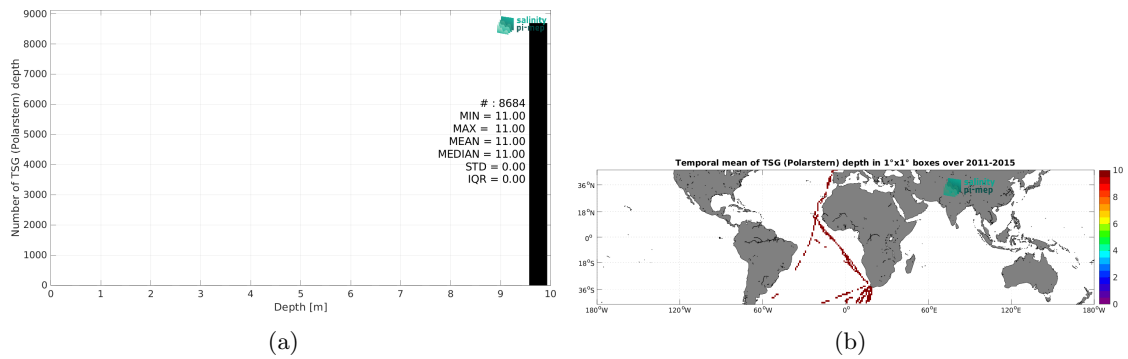 9000
8000
7000
6000
5000
4000
3000
2000
1000
0
Number of TSG (Polarstern) depth
salinity
pi-mep
# : 8684
MIN = 11.00
MAX = 11.00
MEAN = 11.00
MEDIAN = 11.00
STD = 0.00
IQR = 0.00
0 1 2 3 4 5 6 7 8 9 10
Depth [m]
(a)
Temporal mean of TSG (Polarstern) depth in 1°x1° boxes over 2011-2015
salinity
pi-mep
36°N
18°N
0°
18°S
36°S
180°W 120°W 60°W 0° 60°E 120°E 180°W
10
8
6
4
2
0
(b)